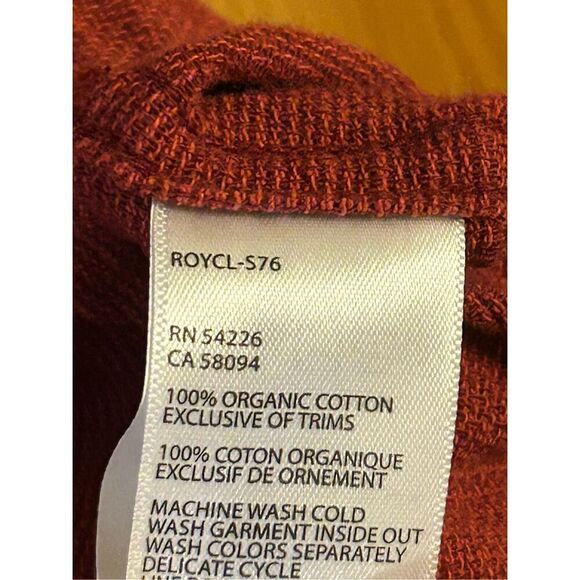 ROYCL-S76
RN 54226
CA 58094
100% ORGANIC COTTON
EXCLUSIVE OF TRIMS
100% COTON ORGANIQUE
EXCLUSIF DE ORNEMENT
MACHINE WASH COLD
WASH GARMENT INSIDE OUT
WASH COLORS SEPARATELY
DELICATE CYCLE